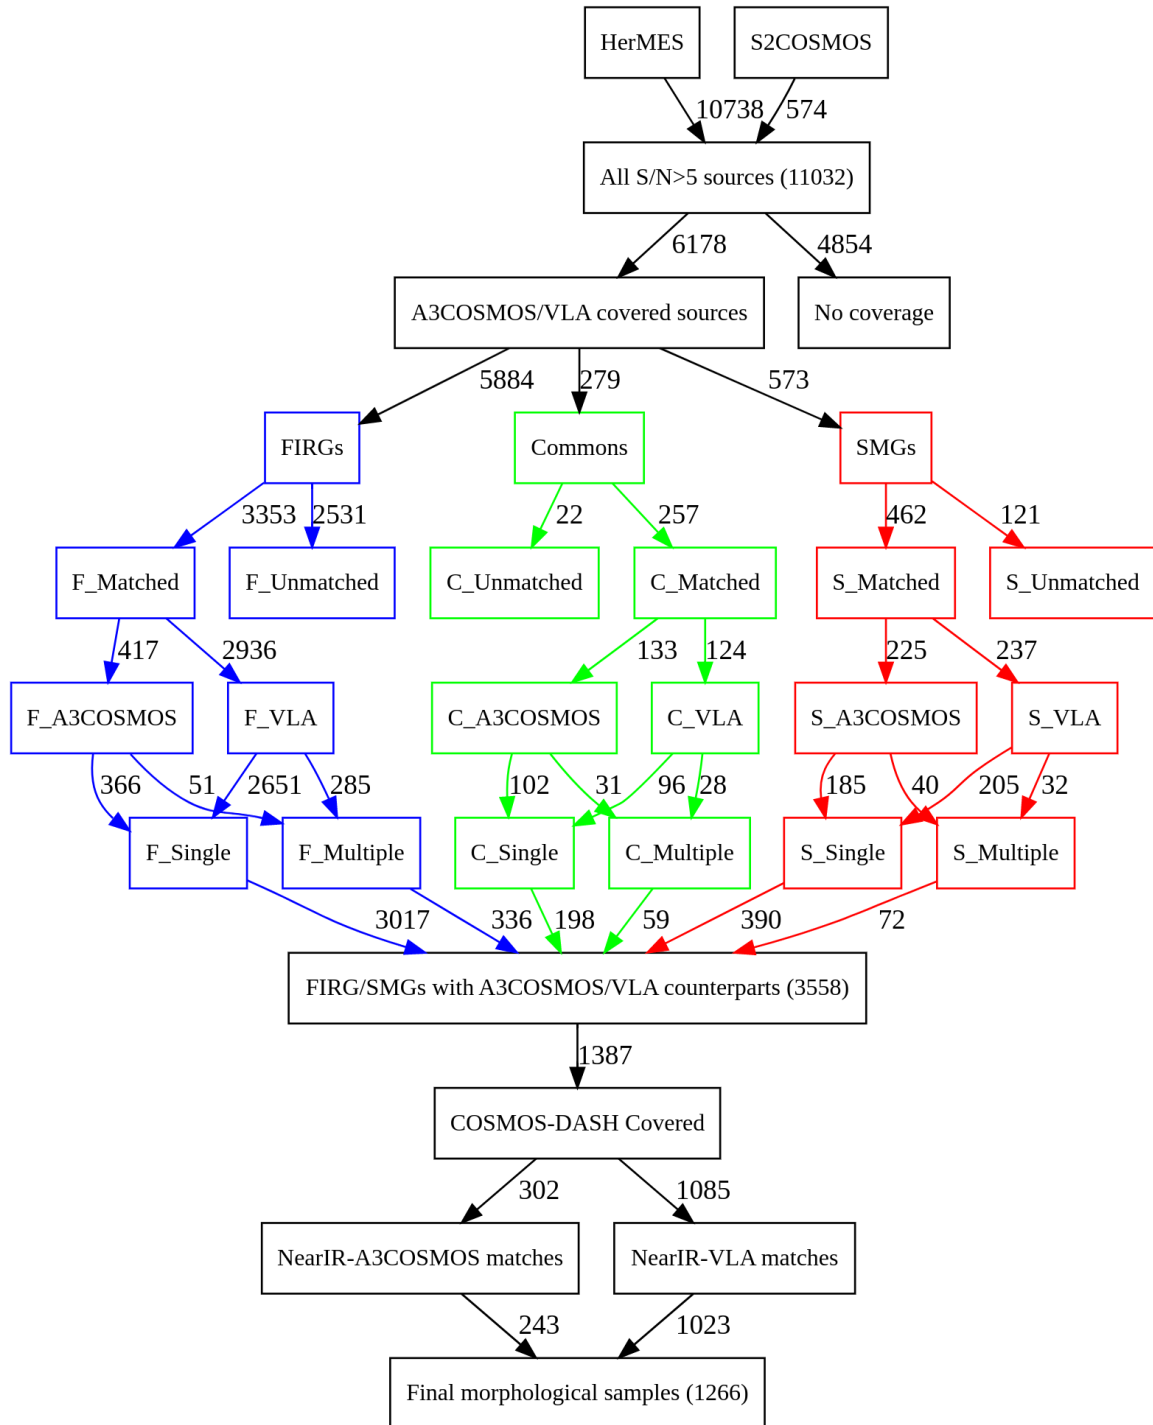 HerMES
S2COSMOS
10738
574
All S/N>5 sources (11032)
6178
4854
A3COSMOS/VLA covered sources
No coverage
5884
279
573
FIRGs
Commons
SMGs
3353
2531
22
257
462
121
F_Matched
F_Unmatched
C_Unmatched
C_Matched
S_Matched
S_Unmatched
417
2936
133
124
225
237
F_A3COSMOS
F_VLA
C_A3COSMOS
C_VLA
S_A3COSMOS
S_VLA
366
51
2651
285
102
31
96
28
185
40
205
32
F_Single
F_Multiple
C_Single
C_Multiple
S_Single
S_Multiple
3017
336
198
59
390
72
FIRG/SMGs with A3COSMOS/VLA counterparts (3558)
1387
COSMOS-DASH Covered
302
1085
NearIR-A3COSMOS matches
NearIR-VLA matches
243
1023
Final morphological samples (1266)